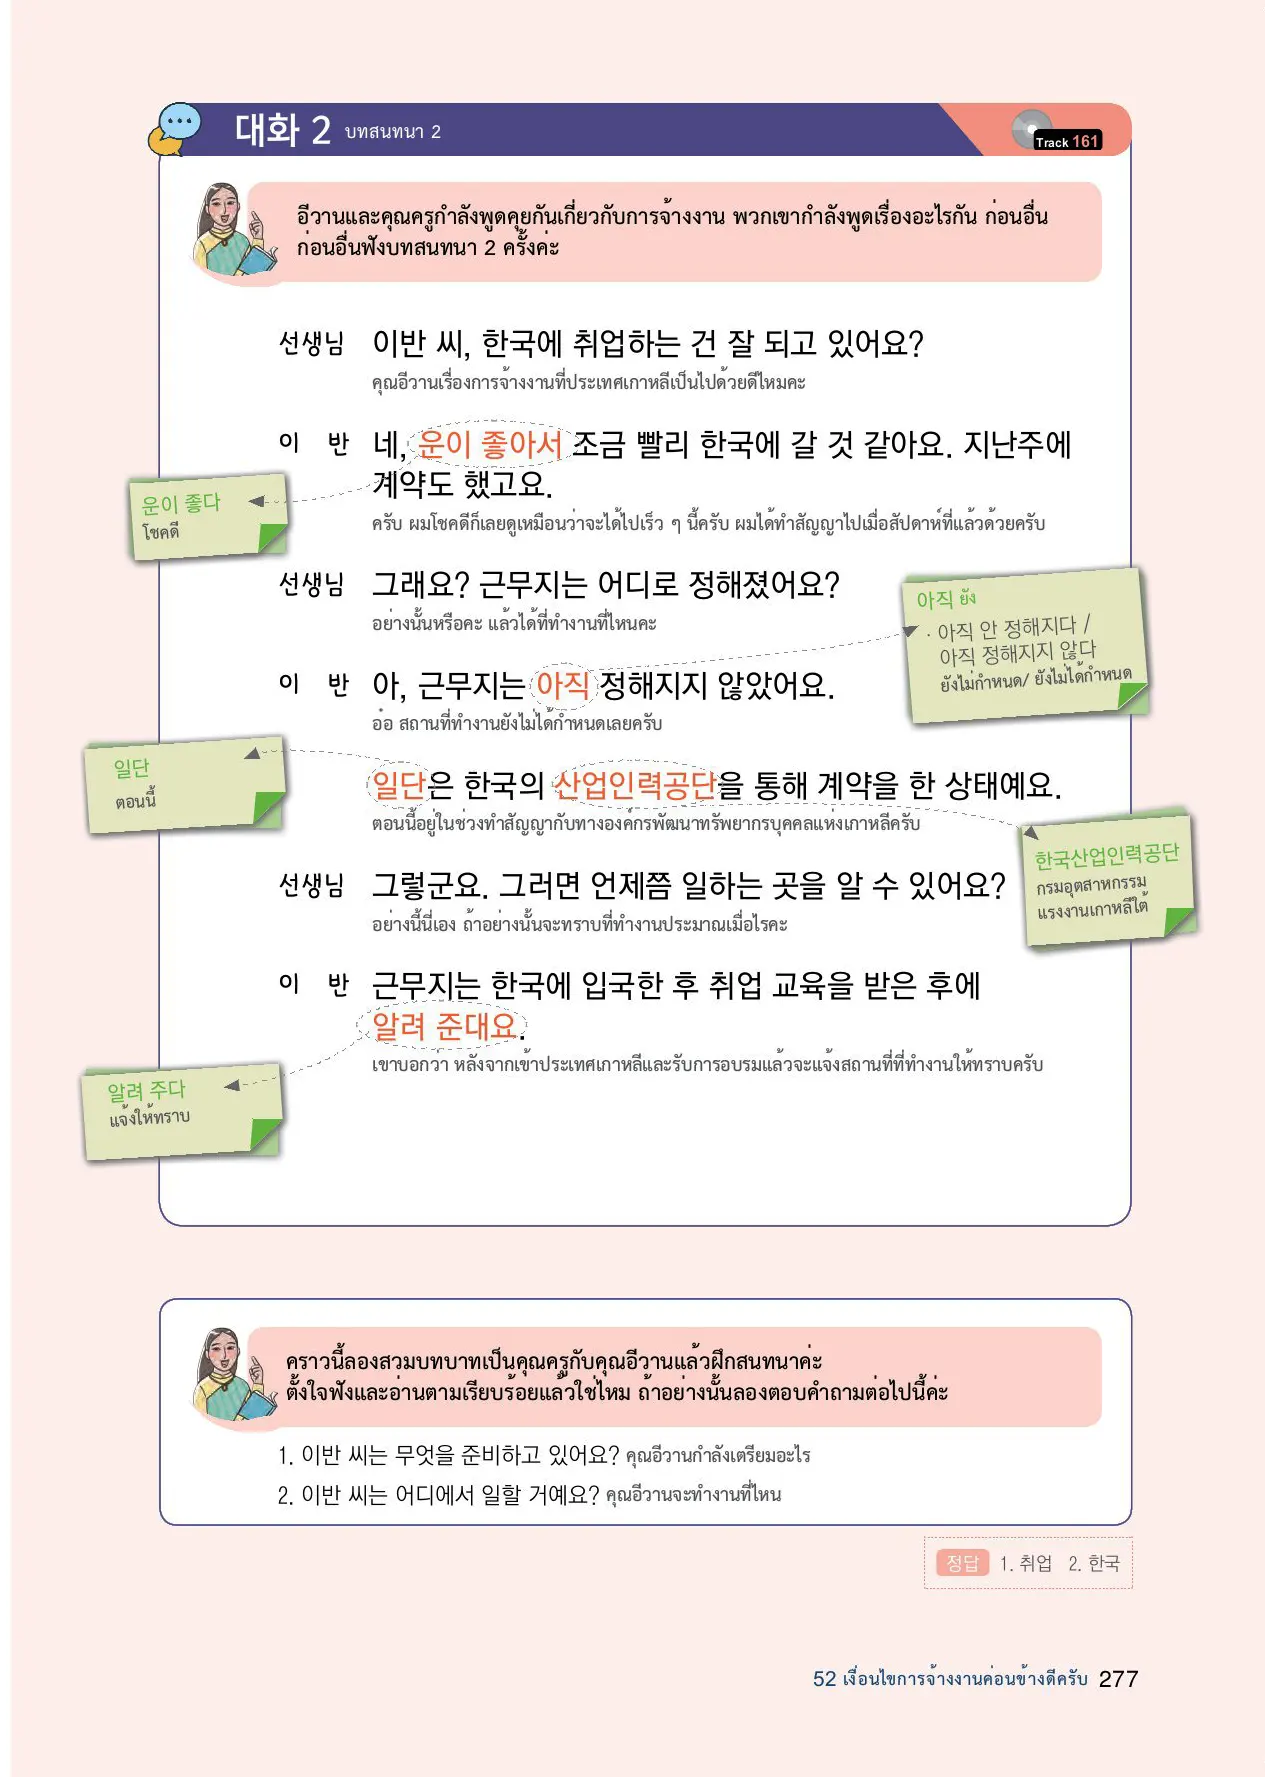 대화 2 บทสนทนา 2
Track 161
อีวานและคุณครูกำลังพูดคุยกันเกี่ยวกับการจ้างงาน พวกเขากำลังพูดเรื่องอะไรกัน ก่อนอื่น
ก่อนอื่นฟังบทสนทนา 2 ครั้งค่ะ
선생님 이반 씨, 한국에 취업하는 건 잘 되고 있어요?
คุณอีวานเรื่องการจ้างงานที่ประเทศเกาหลีเป็นไปด้วยดีไหมคะ
이 반 네, 운이 좋아서 조금 빨리 한국에 갈 것 같아요. 지난주에
계약도 했고요.
ครับ ผมโชคดีก็เลยดูเหมือนว่าจะได้ไปเร็ว ๆ นี้ครับ ผมได้ทำสัญญาไปเมื่อสัปดาห์ที่แล้วด้วยครับ
운이 좋다
โชคดี
선생님 그래요? 근무지는 어디로 정해졌어요?
อย่างนั้นหรือคะ แล้วได้ที่ทำงานที่ไหนคะ
아직 ยัง
· 아직 안 정해지다 /
아직 정해지지 않다
ยังไม่กำหนด/ ยังไม่ได้กำหนด
이 반 아, 근무지는 아직 정해지지 않았어요.
อ๋อ สถานที่ทำงานยังไม่ได้กำหนดเลยครับ
일단
ตอนนี้
일단은 한국의 산업인력공단을 통해 계약을 한 상태예요.
ตอนนี้อยู่ในช่วงทำสัญญากับทางองค์กรพัฒนาทรัพยากรบุคคลแห่งเกาหลีครับ
한국산업인력공단
กรมอุตสาหกรรม
แรงงานเกาหลีใต้
선생님 그렇군요. 그러면 언제쯤 일하는 곳을 알 수 있어요?
อย่างนี้นี่เอง ถ้าอย่างนั้นจะทราบที่ทำงานประมาณเมื่อไรคะ
이 반 근무지는 한국에 입국한 후 취업 교육을 받은 후에
알려 준대요.
เขาบอกว่า หลังจากเข้าประเทศเกาหลีและรับการอบรมแล้วจะแจ้งสถานที่ที่ทำงานให้ทราบครับ
알려 주다
แจ้งให้ทราบ
คราวนี้ลองสวมบทบาทเป็นคุณครูกับคุณอีวานแล้วฝึกสนทนาค่ะ
ตั้งใจฟังและอ่านตามเรียบร้อยแล้วใช่ไหม ถ้าอย่างนั้นลองตอบคำถามต่อไปนี้ค่ะ
1. 이반 씨는 무엇을 준비하고 있어요? คุณอีวานกำลังเตรียมอะไร
2. 이반 씨는 어디에서 일할 거예요? คุณอีวานจะทำงานที่ไหน
정답 1. 취업 2. 한국
52 เงื่อนไขการจ้างงานค่อนข้างดีครับ 277